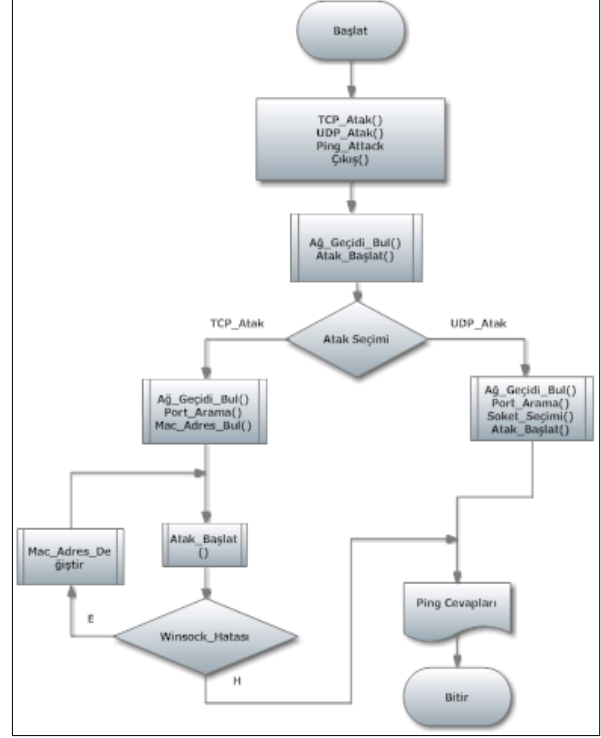 Başlat
TCP_Atak()
UDP_Atak()
Ping_Attack
Çıkış()
Ağ_Geçidi_Bul()
Atak_Başlat()
TCP_Atak
UDP_Atak
Atak Seçimi
Ağ_Geçidi_Bul()
Port_Arama()
Mac_Adres_Bul()
Ağ_Geçidi_Bul()
Port_Arama()
Soket_Seçimi()
Atak_Başlat()
Mac_Adres_De
ğiştir
Atak_Başlat
()
Ping Cevapları
E
Winsock_Hatası
H
Bitir